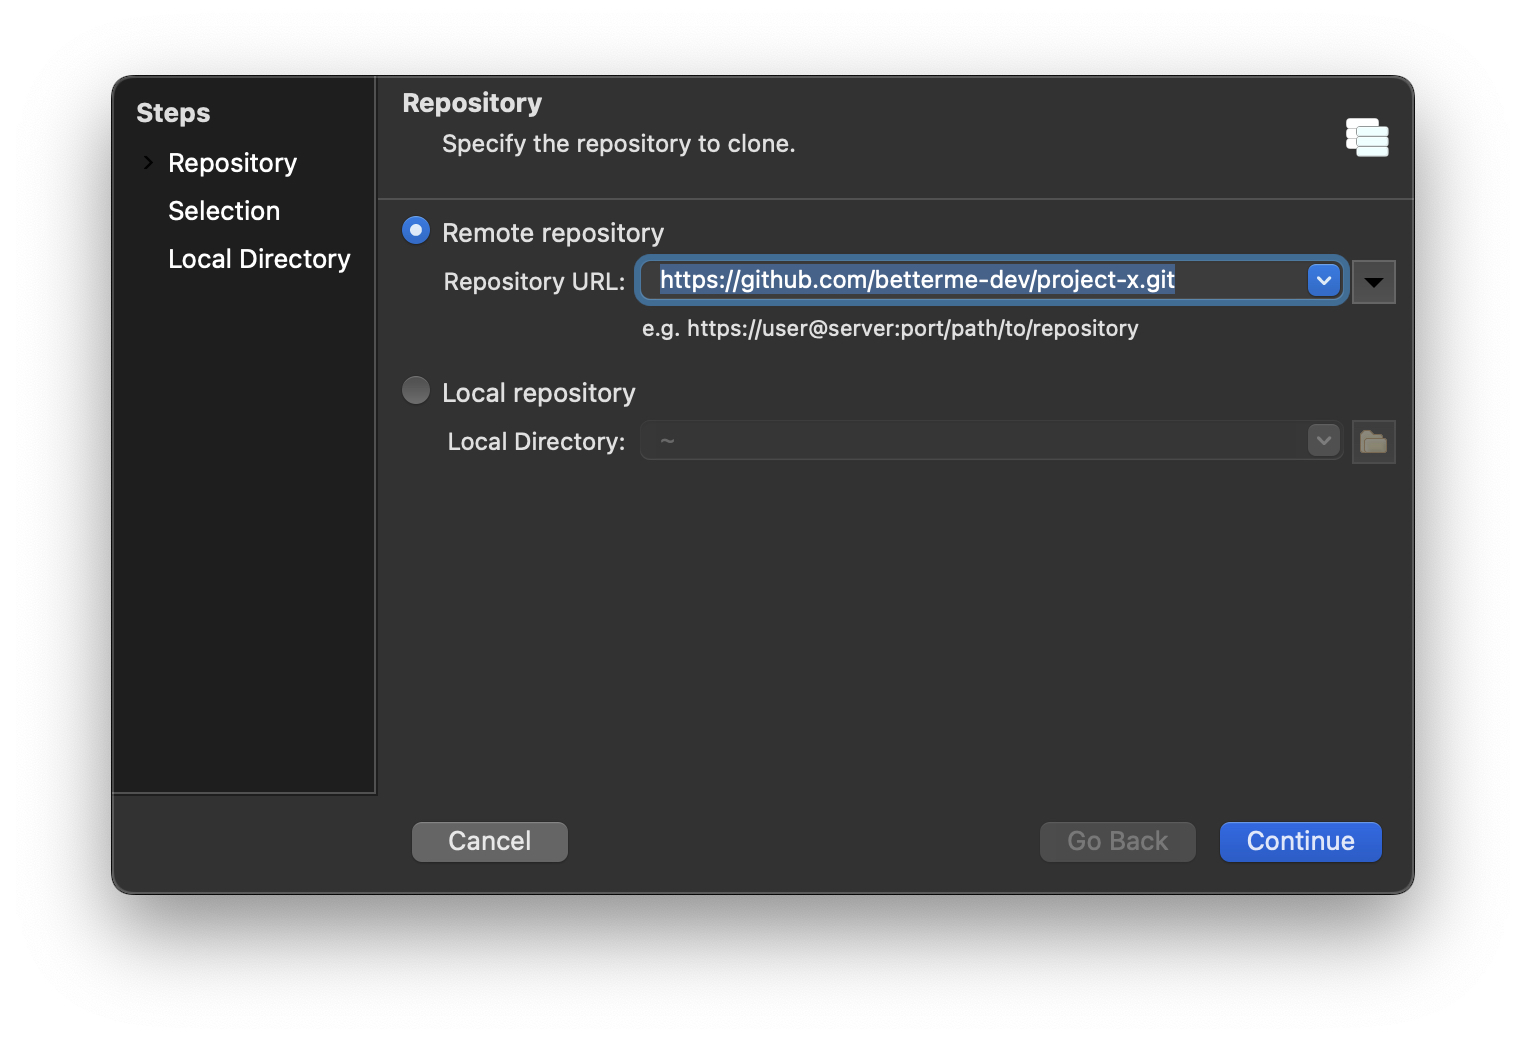 Steps
Repository
Selection
Local Directory
Repository
Specify the repository to clone.
Remote repository
Repository URL: https://github.com/betterme-dev/project-x.git
e.g. https://user@server:port/path/to/repository
Local repository
Local Directory: ~
Cancel
Go Back
Continue